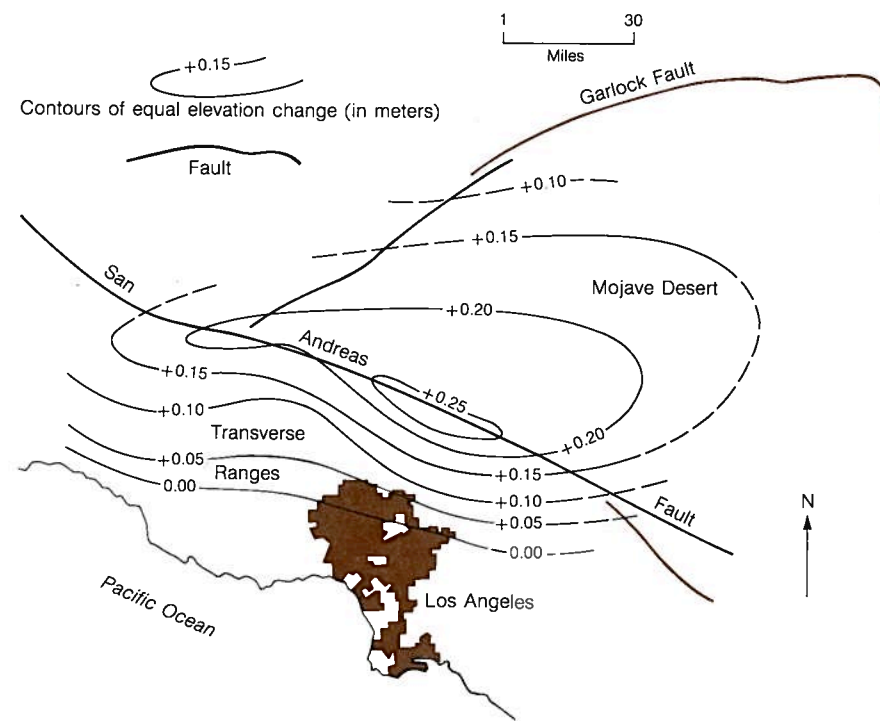 1 30
Miles
+0.15
Contours of equal elevation change (in meters)
Fault
Garlock Fault
+0.10
+0.15
Mojave Desert
San
+0.20
Andreas
+0.15
+0.25
+0.10
Transverse
+0.20
+0.05
Ranges
+0.15
0.00
+0.10
Fault
+0.05
N
0.00
Los Angeles
Pacific Ocean